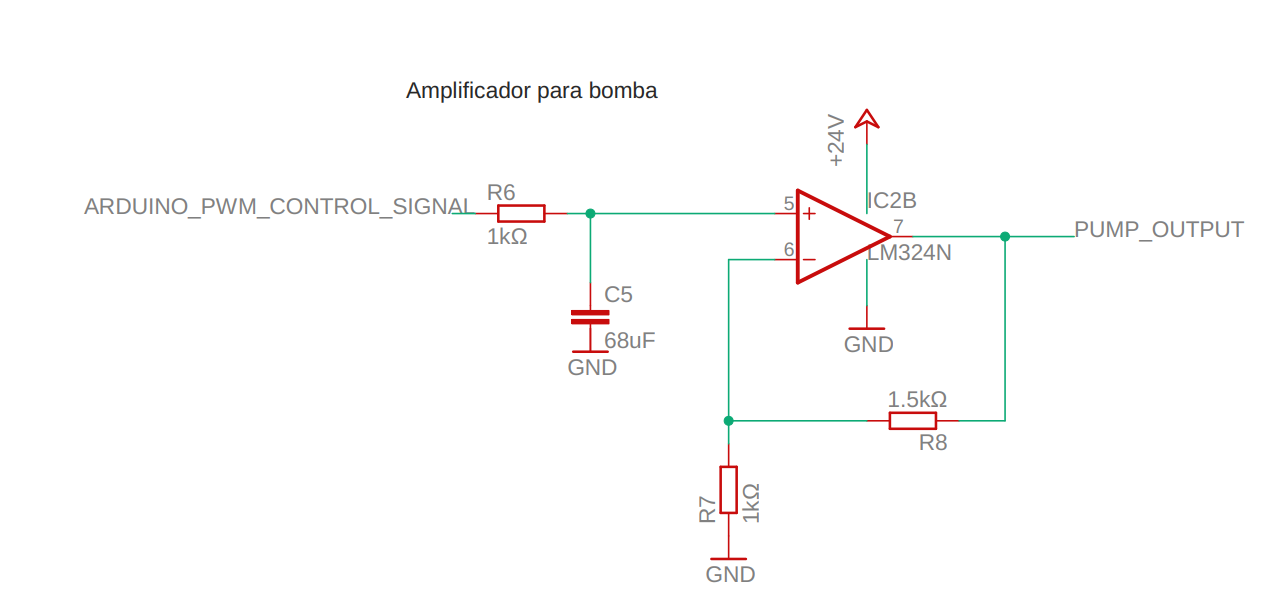 Amplificador para bomba
+24V
ARDUINO_PWM_CONTROL_SIGNAL
R6
1kΩ
5
6
IC2B
7
LM324N
PUMP_OUTPUT
C5
68uF
GND
GND
1.5kΩ
R8
R7
1kΩ
GND